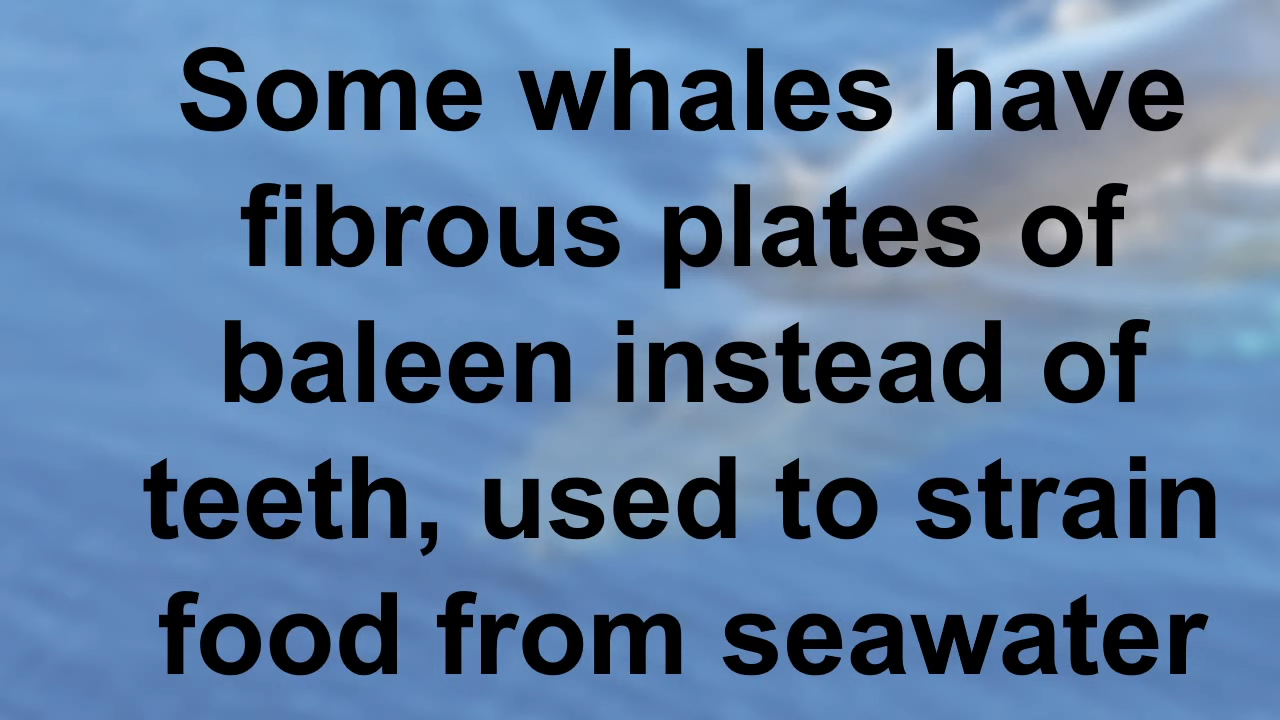 Some whales have
fibrous plates of
baleen instead of
teeth, used to strain
food from seawater